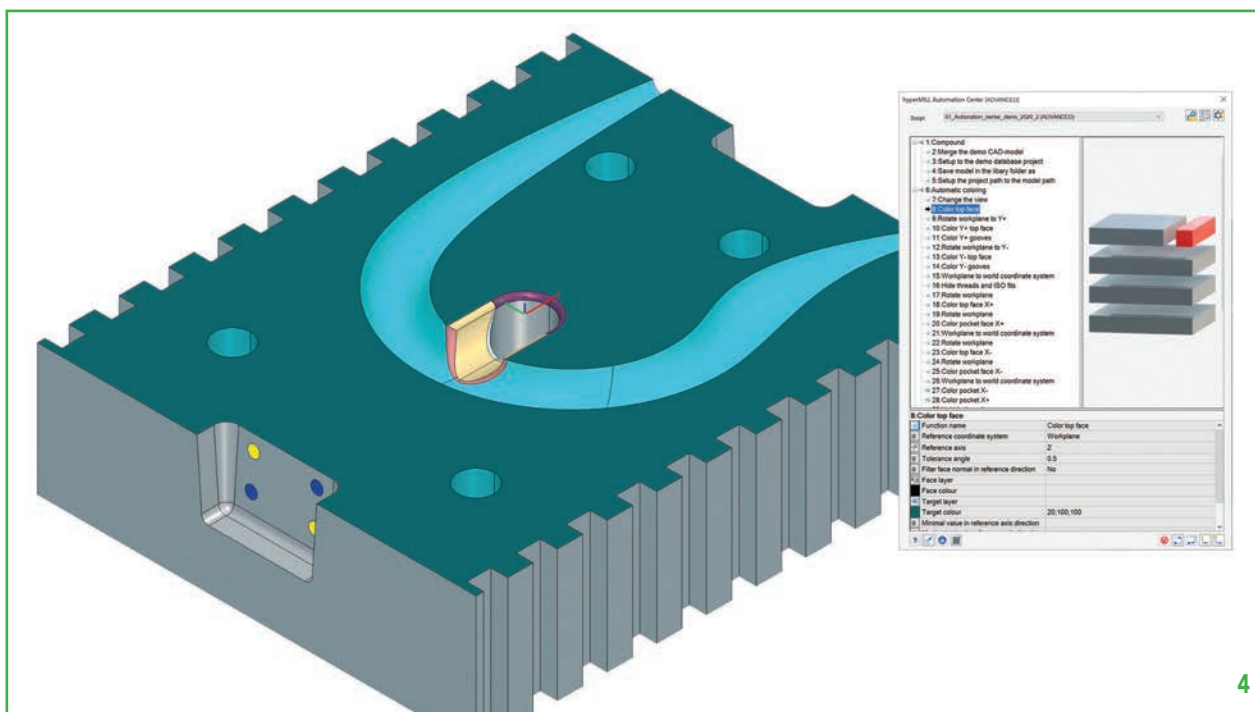 hyperMILL Automation Center [ADVANCED]
Script 01_Automation_center_demo_2020_2 (ADVANCED)
1:Compound
2:Merge the demo CAD-model
3:Setup to the demo database project
4:Save model in the libary folder as
5:Setup the project path to the model path
6:Automatic coloring
7:Change the view
8:Color top face
9:Rotate workplane to Y+
10:Color Y+ top face
11:Color Y+ gooves
12:Rotate workplane to Y-
13:Color Y- top face
14:Color Y- gooves
15:Workplane to world coordinate system
16:Hide threads and ISO fits
17:Rotate workplane
18:Color top face X+
19:Rotate workplane
20:Color pocket face X+
21:Workplane to world coordinate system
22:Rotate workplane
23:Color top face X-
24:Rotate workplane
25:Color pocket face X-
26:Workplane to world coordinate system
27:Color pocket X-
28:Color pocket X+
8:Color top face
Function name Color top face
Reference coordinate system Workplane
Reference axis Z
Tolerance angle 0.5
Filter face normal in reference direction No
Face layer
Face colour
Target layer
Target colour 20;100;100
Minimal value in reference axis direction
4